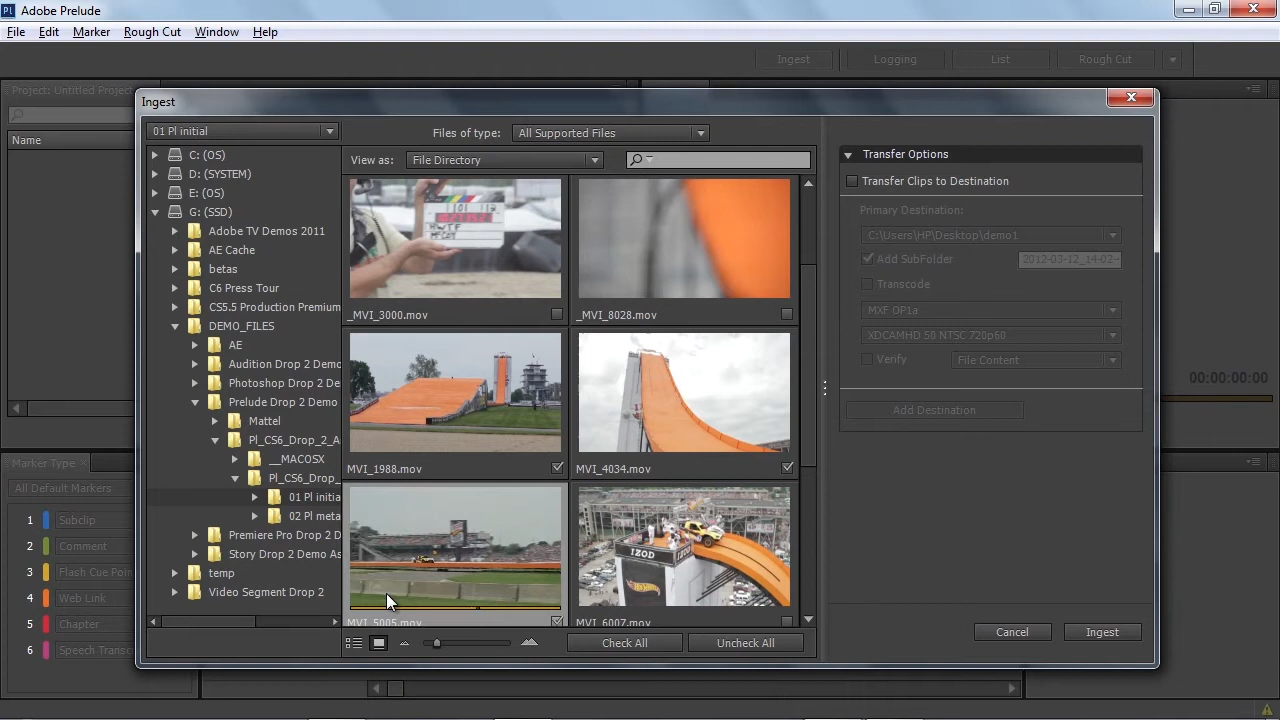 Pl Adobe Prelude
File Edit Marker Rough Cut Window Help
Ingest Logging List Rough Cut
Project: Untitled Project
Name
Ingest
01 Pl initial
Files of type: All Supported Files
View as: File Directory
C: (OS)
D: (SYSTEM)
E: (OS)
G: (SSD)
Adobe TV Demos 2011
AE Cache
betas
C6 Press Tour
CS5.5 Production Premium
DEMO_FILES
AE
Audition Drop 2 Demo
Photoshop Drop 2 De
Prelude Drop 2 Demo
Mattel
Pl_CS6_Drop_2_A
__MACOSX
Pl_CS6_Drop_
01 Pl initia
02 Pl meta
Premiere Pro Drop 2 D
Story Drop 2 Demo As
temp
Video Segment Drop 2
_MVI_3000.mov
_MVI_8028.mov
MVI_1988.mov
MVI_4034.mov
MVI_5005.mov
IZOD
IZOD
MVI_6007.mov
Check All
Uncheck All
Transfer Options
Transfer Clips to Destination
Primary Destination:
C:\Users\HP\Desktop\demo1
Add SubFolder 2012-03-12_14-02-
Transcode
MXF OP1a
XDCAMHD 50 NTSC 720p60
Verify File Content
Add Destination
Cancel
Ingest
00:00:00:00
Marker Type
All Default Markers
1 Subclip
2 Comment
3 Flash Cue Poin
4 Web Link
5 Chapter
6 Speech Transc